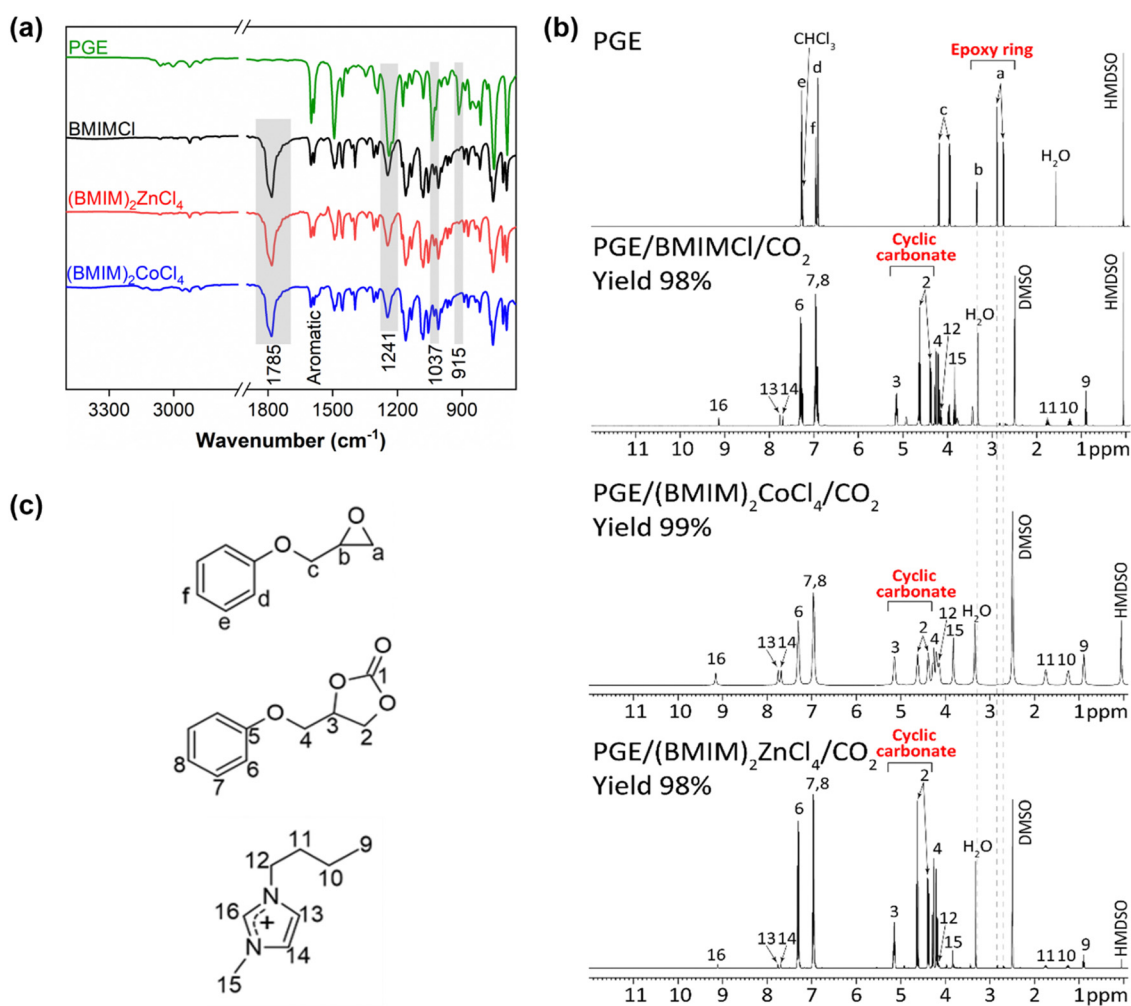 (a)
PGE
BMIMCl
(BMIM)₂ZnCl₄
(BMIM)₂CoCl₄
1785
Aromatic
1241
1037
915
3300 2700 1800 1500 1200 900
Wavenumber (cm⁻¹)
(b)
PGE
CHCl₃
Epoxy ring
e d a
f
c
b
H₂O
HMDSO
PGE/BMIMCl/CO₂
Yield 98%
Cyclic
carbonate
2
7,8
6
H₂O
DMSO
HMDSO
12
4
15
3
13 14
16
9
11 10
11 10 9 8 7 6 5 4 3 2 1ppm
PGE/(BMIM)₂CoCl₄/CO₂
Yield 99%
Cyclic
carbonate
7,8
6
H₂O
DMSO
HMDSO
12
2 4 15
3
13 14
16
11 10 9
11 10 9 8 7 6 5 4 3 2 1ppm
PGE/(BMIM)₂ZnCl₄/CO₂
Yield 98%
Cyclic
carbonate
2
7,8
6
H₂O
DMSO
HMDSO
4
3
12
15
13 14
16
11 10 9
11 10 9 8 7 6 5 4 3 2 1ppm
(c)
O
O
b a
c
f d
e
O
1
O
O
O
3
5 4 2
8 6
7
11 9
12 10
N
16 13
+
N 14
15